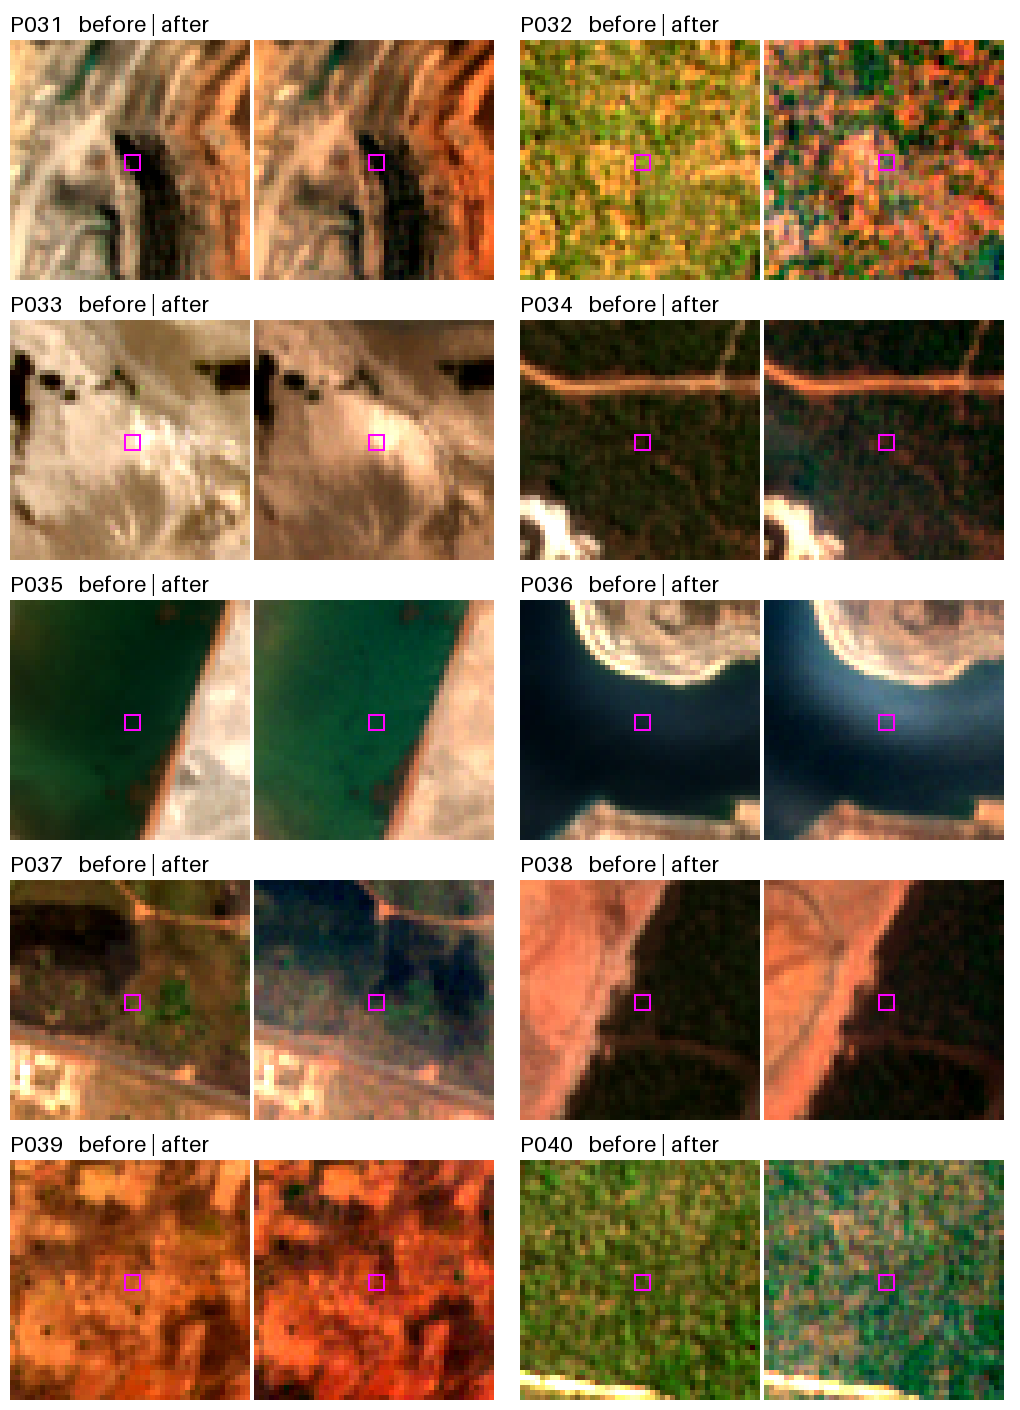 P031 before | after
P032 before | after
P033 before | after
P034 before | after
P035 before | after
P036 before | after
P037 before | after
P038 before | after
P039 before | after
P040 before | after